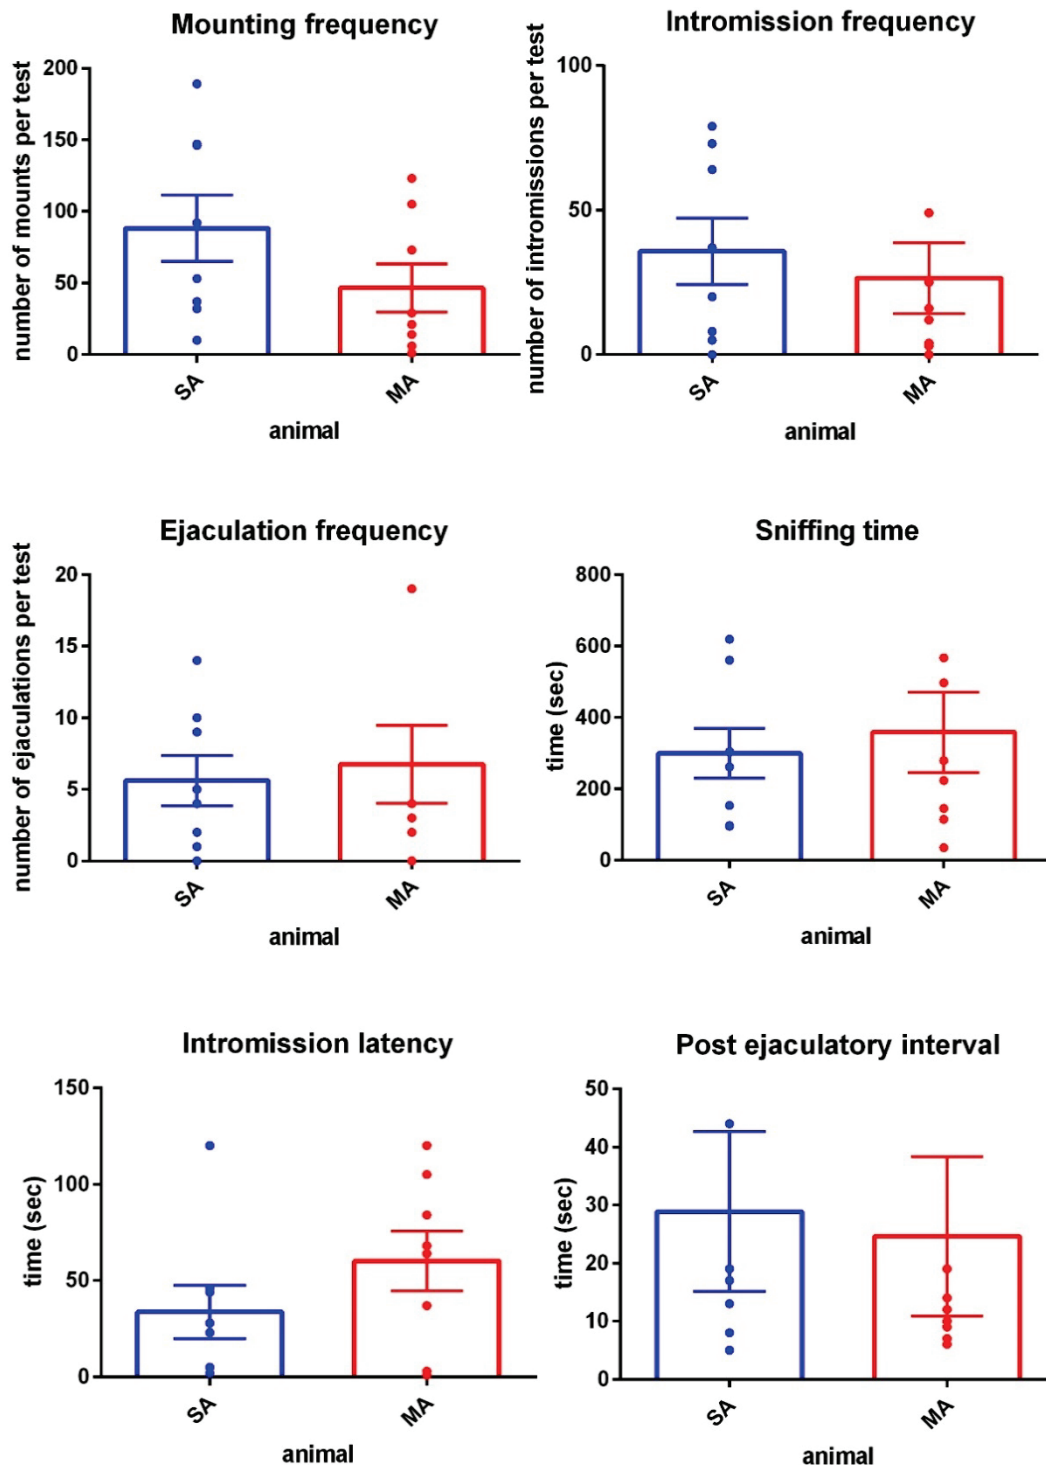 Mounting frequency
number of mounts per test
200
150
100
50
0
SA
MA
animal
Intromission frequency
number of intromissions per test
100
50
0
SA
MA
animal
Ejaculation frequency
number of ejaculations per test
20
15
10
5
0
SA
MA
animal
Sniffing time
time (sec)
800
600
400
200
0
SA
MA
animal
Intromission latency
time (sec)
150
100
50
0
SA
MA
animal
Post ejaculatory interval
time (sec)
50
40
30
20
10
0
SA
MA
animal